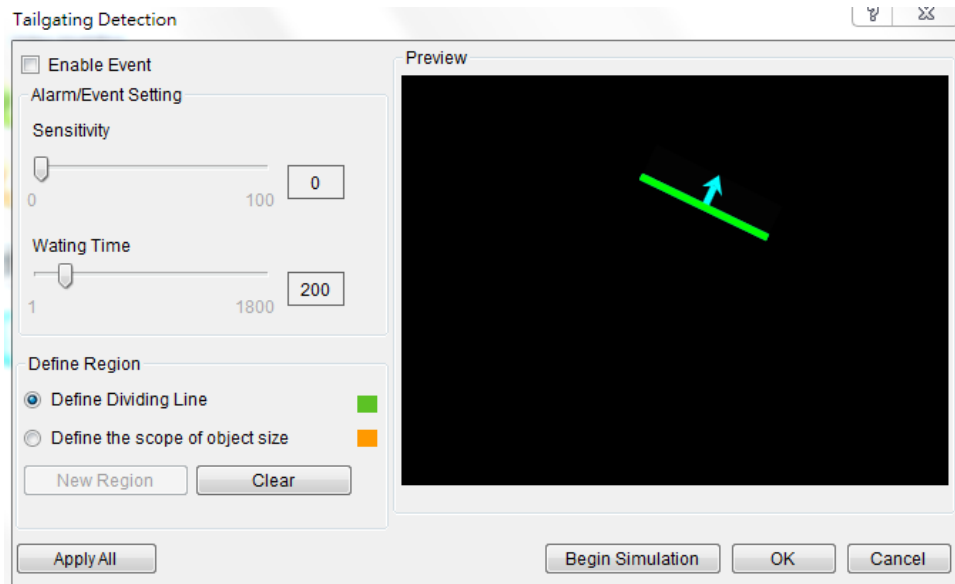 Tailgating Detection
Enable Event
Alarm/Event Setting
Sensitivity
0
0 100
Wating Time
200
1 1800
Define Region
Define Dividing Line
Define the scope of object size
New Region Clear
Preview
Apply All Begin Simulation OK Cancel